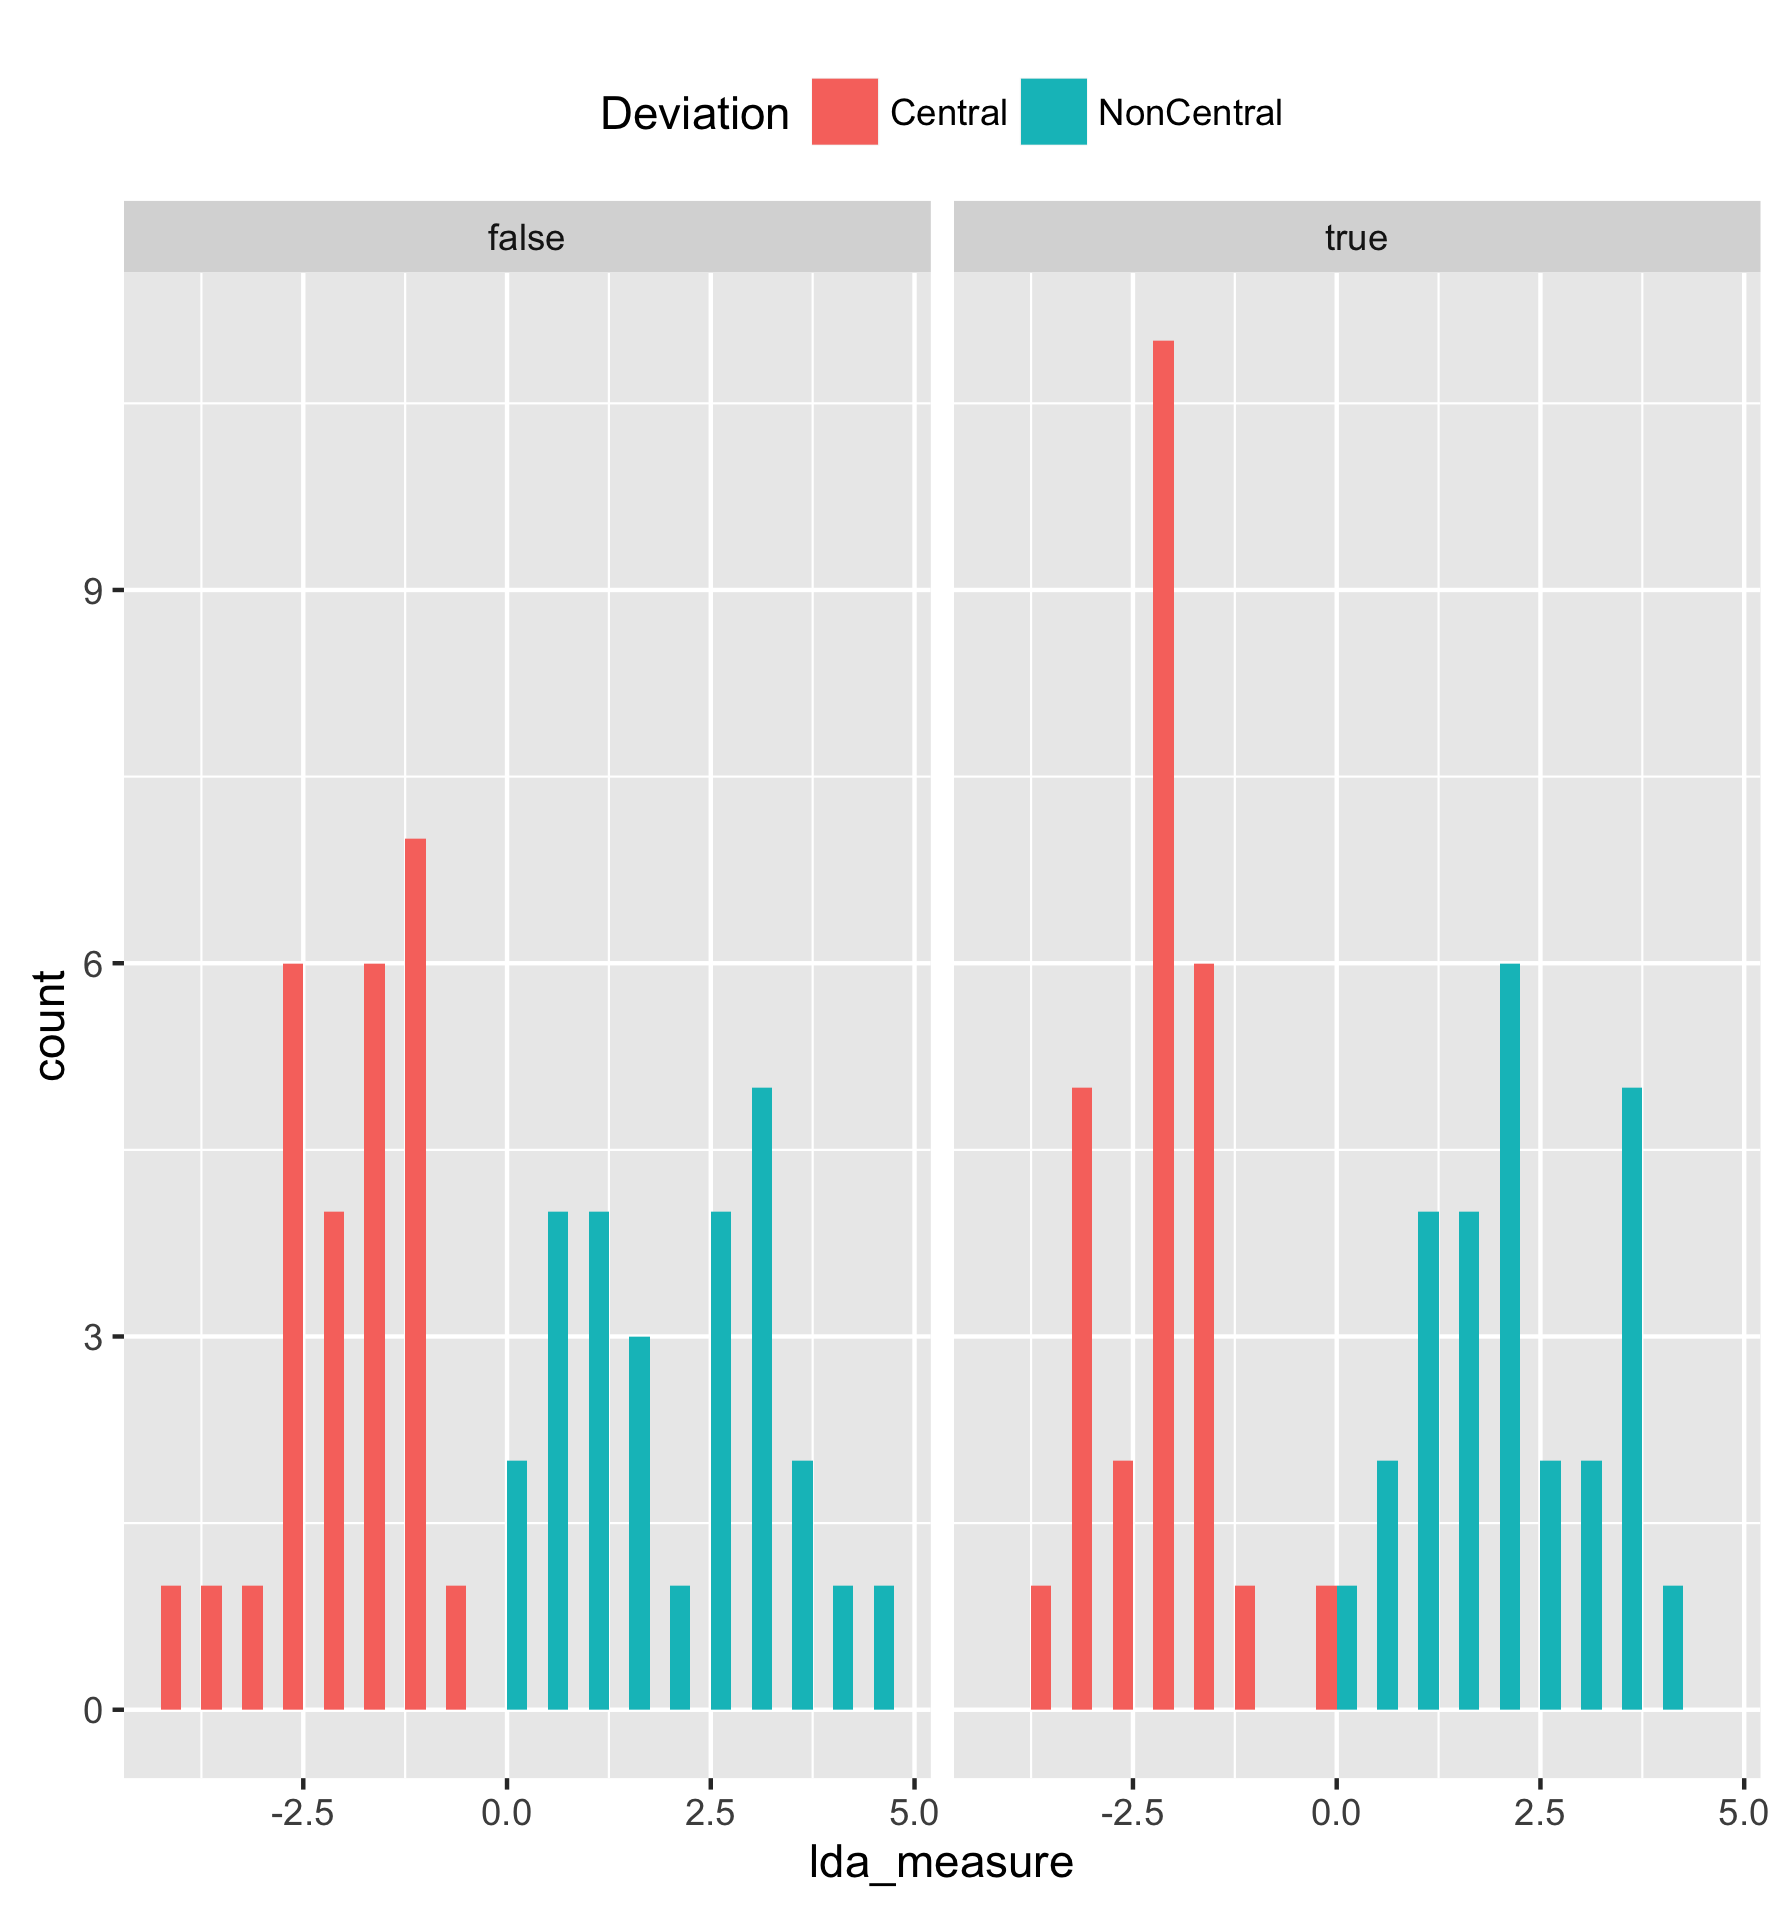 Deviation Central NonCentral
false true
9
6
3
0
count
-2.5 0.0 2.5 5.0 -2.5 0.0 2.5 5.0
lda_measure